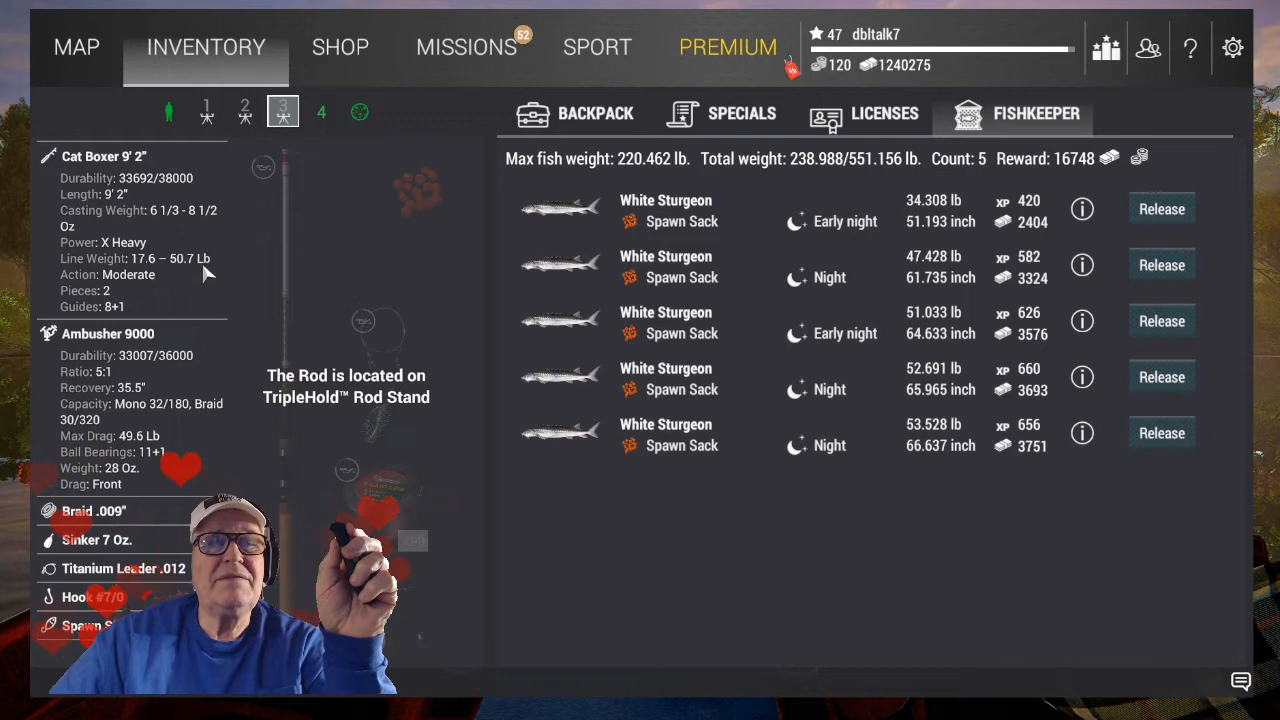 MAP INVENTORY SHOP MISSIONS 52 SPORT PREMIUM
47 dbltalk7
120 1240275
1 2 3 4
BACKPACK SPECIALS LICENSES FISHKEEPER
Max fish weight: 220.462 lb. Total weight: 238.988/551.156 lb. Count: 5 Reward: 16748
Cat Boxer 9' 2"
Durability: 33692/38000
Length: 9' 2"
Casting Weight: 6 1/3 - 8 1/2
Oz
Power: X Heavy
Line Weight: 17.6 – 50.7 Lb
Action: Moderate
Pieces: 2
Guides: 8+1
Ambusher 9000
Durability: 33007/36000
Ratio: 5:1
Recovery: 35.5"
Capacity: Mono 32/180, Braid
30/320
Max Drag: 49.6 Lb
Ball Bearings: 11+1
Weight: 28 Oz.
Drag: Front
Braid .009"
Sinker 7 Oz.
Titanium Leader .012
Hook #7/0
Spawn
The Rod is located on
TripleHold™ Rod Stand
White Sturgeon 34.308 lb XP 420
Spawn Sack Early night 51.193 inch 2404
Release
White Sturgeon 47.428 lb XP 582
Spawn Sack Night 61.735 inch 3324
Release
White Sturgeon 51.033 lb XP 626
Spawn Sack Early night 64.633 inch 3576
Release
White Sturgeon 52.691 lb XP 660
Spawn Sack Night 65.965 inch 3693
Release
White Sturgeon 53.528 lb XP 656
Spawn Sack Night 66.637 inch 3751
Release